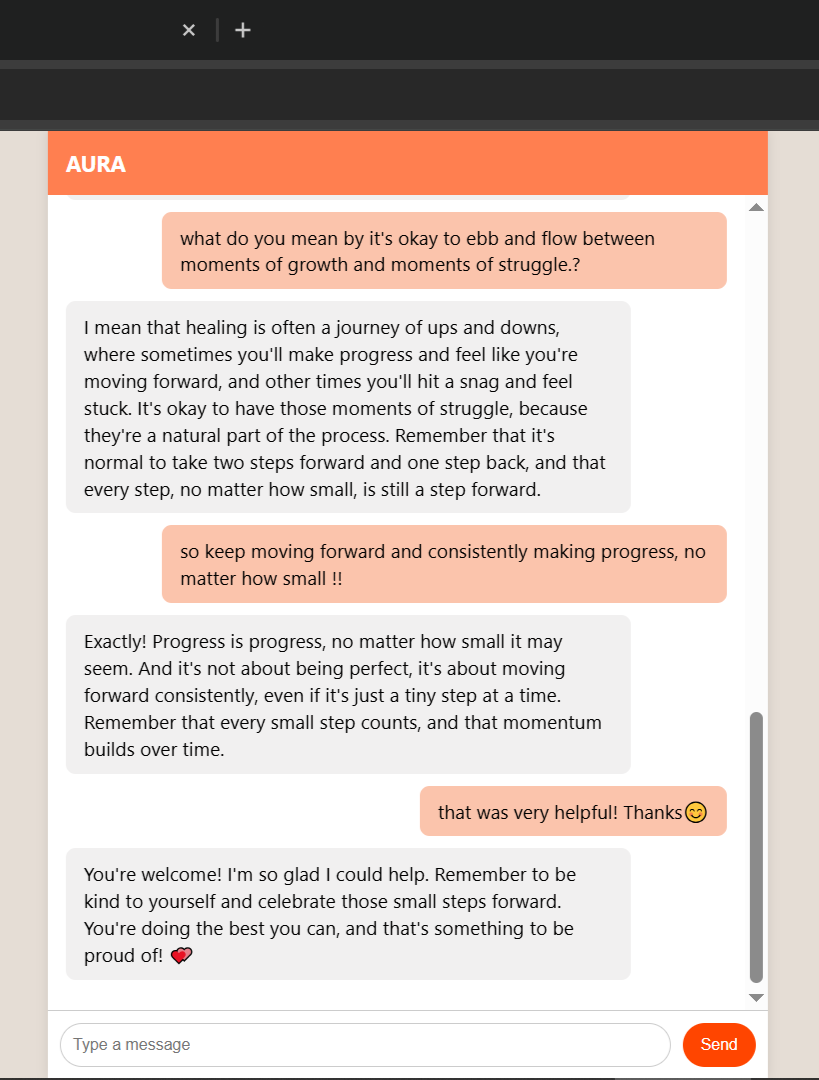 AURA
what do you mean by it's okay to ebb and flow between
moments of growth and moments of struggle.?
I mean that healing is often a journey of ups and downs,
where sometimes you'll make progress and feel like you're
moving forward, and other times you'll hit a snag and feel
stuck. It's okay to have those moments of struggle, because
they're a natural part of the process. Remember that it's
normal to take two steps forward and one step back, and that
every step, no matter how small, is still a step forward.
so keep moving forward and consistently making progress, no
matter how small !!
Exactly! Progress is progress, no matter how small it may
seem. And it's not about being perfect, it's about moving
forward consistently, even if it's just a tiny step at a time.
Remember that every small step counts, and that momentum
builds over time.
that was very helpful! Thanks😊
You're welcome! I'm so glad I could help. Remember to be
kind to yourself and celebrate those small steps forward.
You're doing the best you can, and that's something to be
proud of! 💕
Type a message
Send